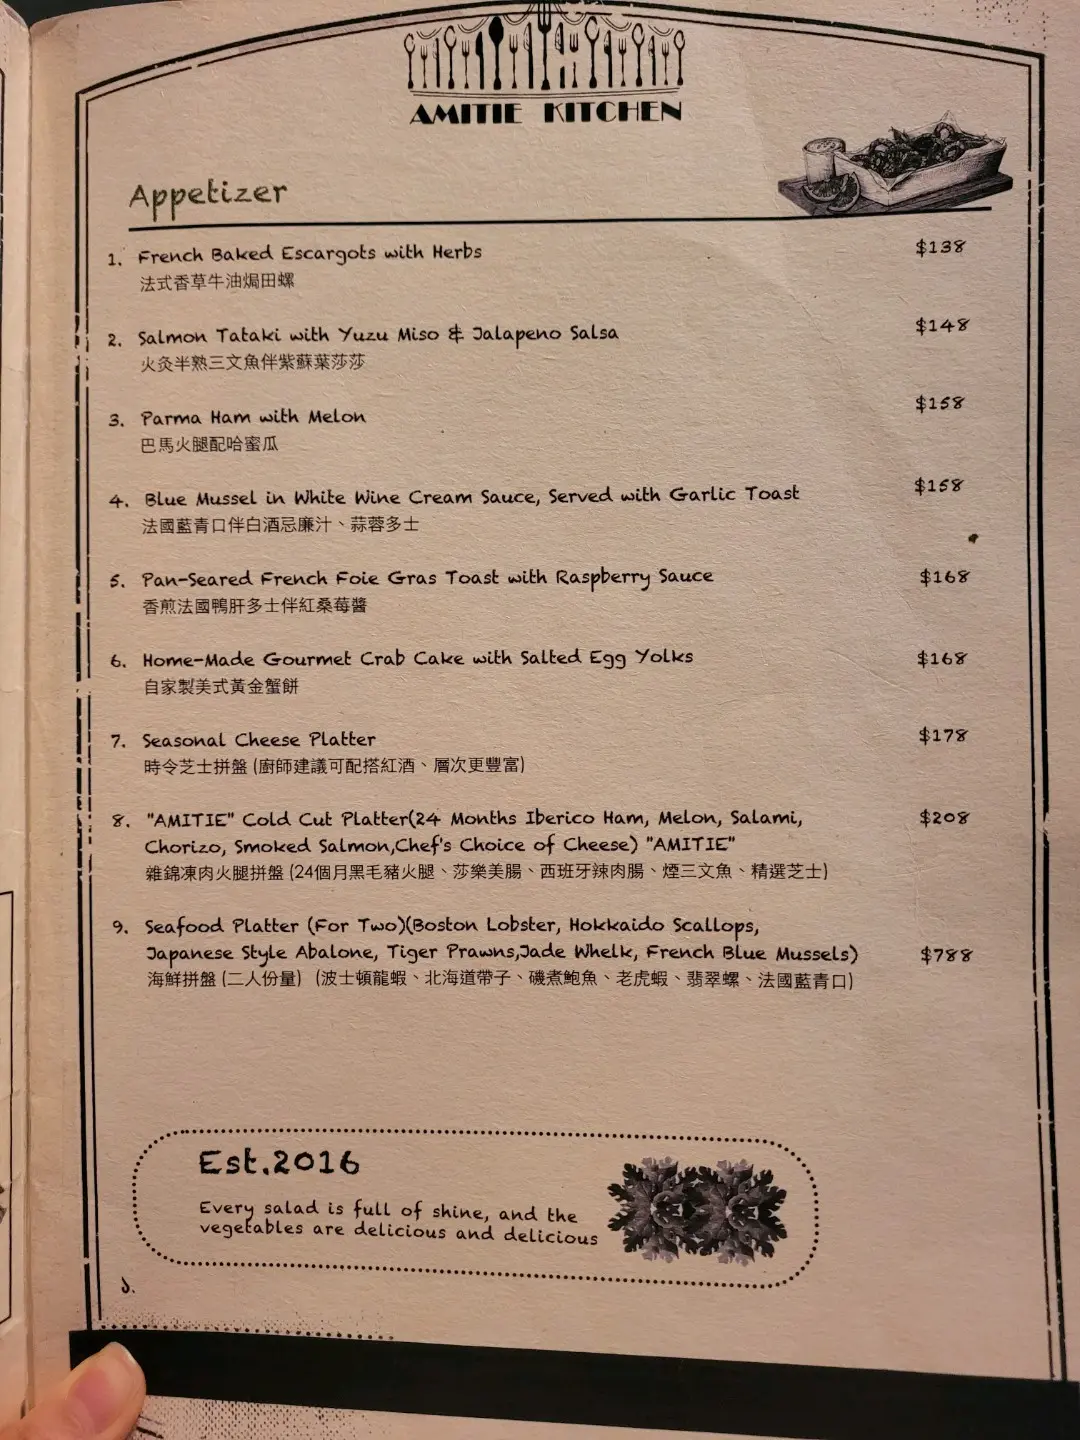 AMITIE KITCHEN
Appetizer
1. French Baked Escargots with Herbs $138
法式香草牛油焗田螺
2. Salmon Tataki with Yuzu Miso & Jalapeno Salsa $148
火灸半熟三文魚伴紫蘇葉莎莎
3. Parma Ham with Melon $158
巴馬火腿配哈蜜瓜
4. Blue Mussel in White Wine Cream Sauce, Served with Garlic Toast $158
法國藍青口伴白酒忌廉汁、蒜蓉多士
5. Pan-Seared French Foie Gras Toast with Raspberry Sauce $168
香煎法國鴨肝多士伴紅桑莓醬
6. Home-Made Gourmet Crab Cake with Salted Egg Yolks $168
自家製美式黃金蟹餅
7. Seasonal Cheese Platter $178
時令芝士拼盤 (廚師建議可配搭紅酒、層次更豐富)
8. "AMITIE" Cold Cut Platter(24 Months Iberico Ham, Melon, Salami, $208
Chorizo, Smoked Salmon,Chef's Choice of Cheese) "AMITIE"
雜錦凍肉火腿拼盤 (24個月黑毛豬火腿、莎樂美腸、西班牙辣肉腸、煙三文魚、精選芝士)
9. Seafood Platter (For Two)(Boston Lobster, Hokkaido Scallops,
Japanese Style Abalone, Tiger Prawns,Jade Whelk, French Blue Mussels) $788
海鮮拼盤 (二人份量) (波士頓龍蝦、北海道帶子、磯煮鮑魚、老虎蝦、翡翠螺、法國藍青口)
Est.2016
Every salad is full of shine, and the
vegetables are delicious and delicious